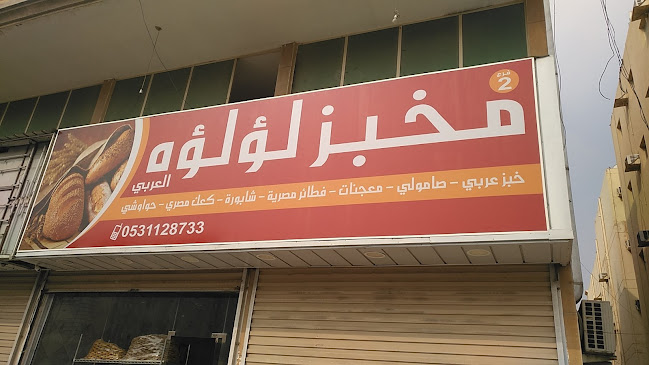 فرع 2
مخبز لؤلؤه
العربي
خبز عربي - صامولي - معجنات - فطائر مصرية - شابورة - كعك مصري - حواوشي
0531128733